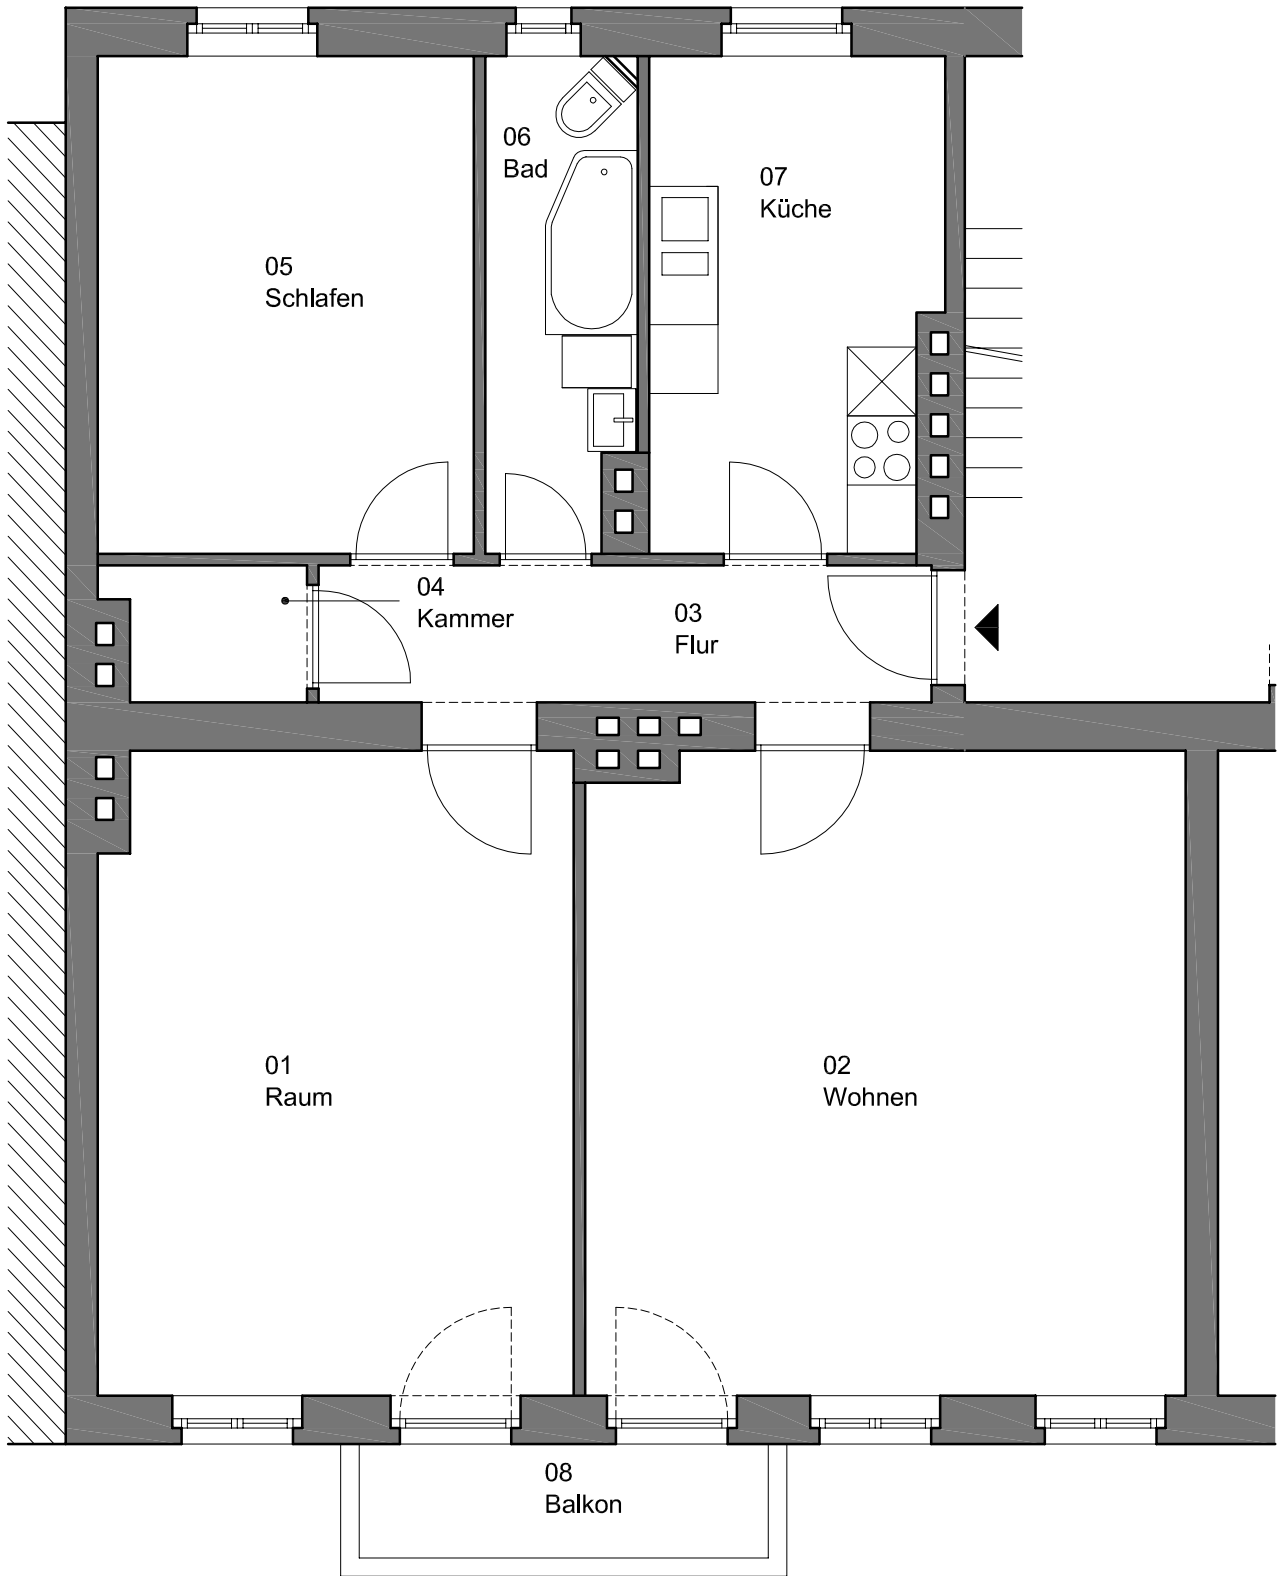 06
Bad
07
Küche
05
Schlafen
04
Kammer
03
Flur
01
Raum
02
Wohnen
08
Balkon